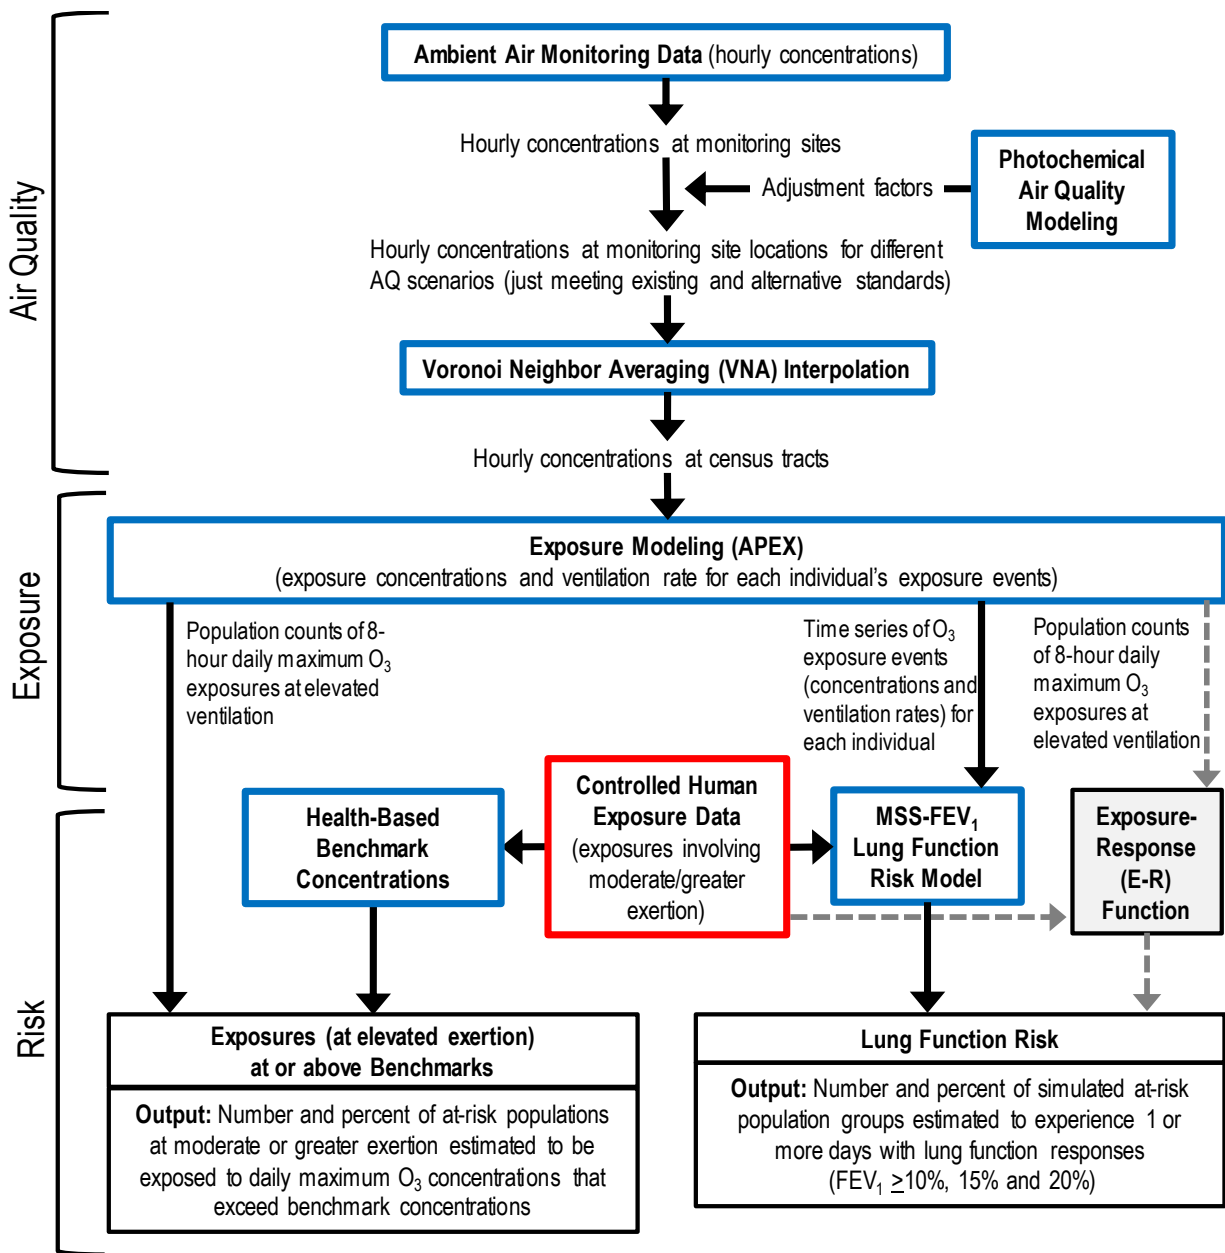 Air Quality
Ambient Air Monitoring Data (hourly concentrations)
Hourly concentrations at monitoring sites
Adjustment factors
Photochemical
Air Quality
Modeling
Hourly concentrations at monitoring site locations for different
AQ scenarios (just meeting existing and alternative standards)
Voronoi Neighbor Averaging (VNA) Interpolation
Hourly concentrations at census tracts
Exposure
Exposure Modeling (APEX)
(exposure concentrations and ventilation rate for each individual's exposure events)
Population counts of 8-
hour daily maximum O3
exposures at elevated
ventilation
Time series of O3
exposure events
(concentrations and
ventilation rates) for
each individual
Population counts
of 8-hour daily
maximum O3
exposures at
elevated ventilation
Risk
Health-Based
Benchmark
Concentrations
Controlled Human
Exposure Data
(exposures involving
moderate/greater
exertion)
MSS-FEV1
Lung Function
Risk Model
Exposure-
Response
(E-R)
Function
Exposures (at elevated exertion)
at or above Benchmarks
Output: Number and percent of at-risk populations
at moderate or greater exertion estimated to be
exposed to daily maximum O3 concentrations that
exceed benchmark concentrations
Lung Function Risk
Output: Number and percent of simulated at-risk
population groups estimated to experience 1 or
more days with lung function responses
(FEV1 ≥10%, 15% and 20%)